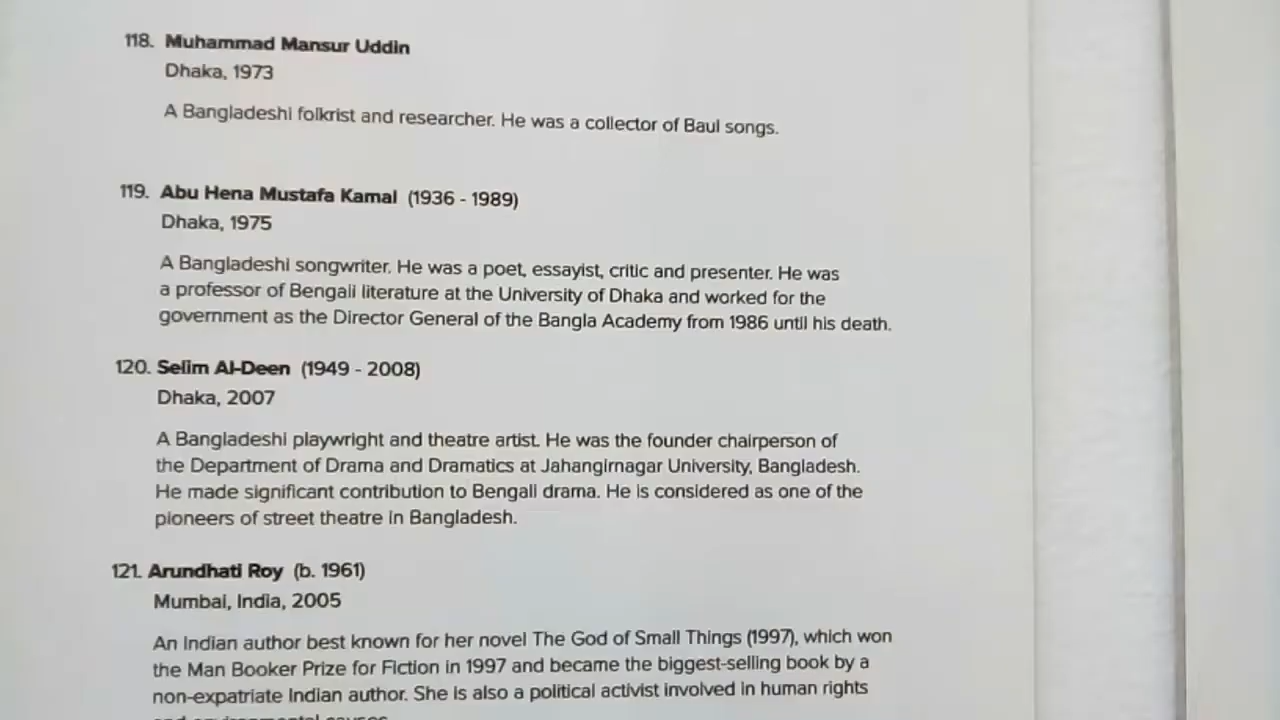 118. Muhammad Mansur Uddin
Dhaka, 1973
A Bangladeshi folkrist and researcher. He was a collector of Baul songs.
119. Abu Hena Mustafa Kamal (1936 - 1989)
Dhaka, 1975
A Bangladeshi songwriter. He was a poet, essayist, critic and presenter. He was
a professor of Bengali literature at the University of Dhaka and worked for the
government as the Director General of the Bangla Academy from 1986 until his death.
120. Selim Al-Deen (1949 - 2008)
Dhaka, 2007
A Bangladeshi playwright and theatre artist. He was the founder chairperson of
the Department of Drama and Dramatics at Jahangirnagar University, Bangladesh.
He made significant contribution to Bengali drama. He is considered as one of the
pioneers of street theatre in Bangladesh.
121. Arundhati Roy (b. 1961)
Mumbai, India, 2005
An Indian author best known for her novel The God of Small Things (1997), which won
the Man Booker Prize for Fiction in 1997 and became the biggest-selling book by a
non-expatriate Indian author. She is also a political activist involved in human rights
and environmental causes.